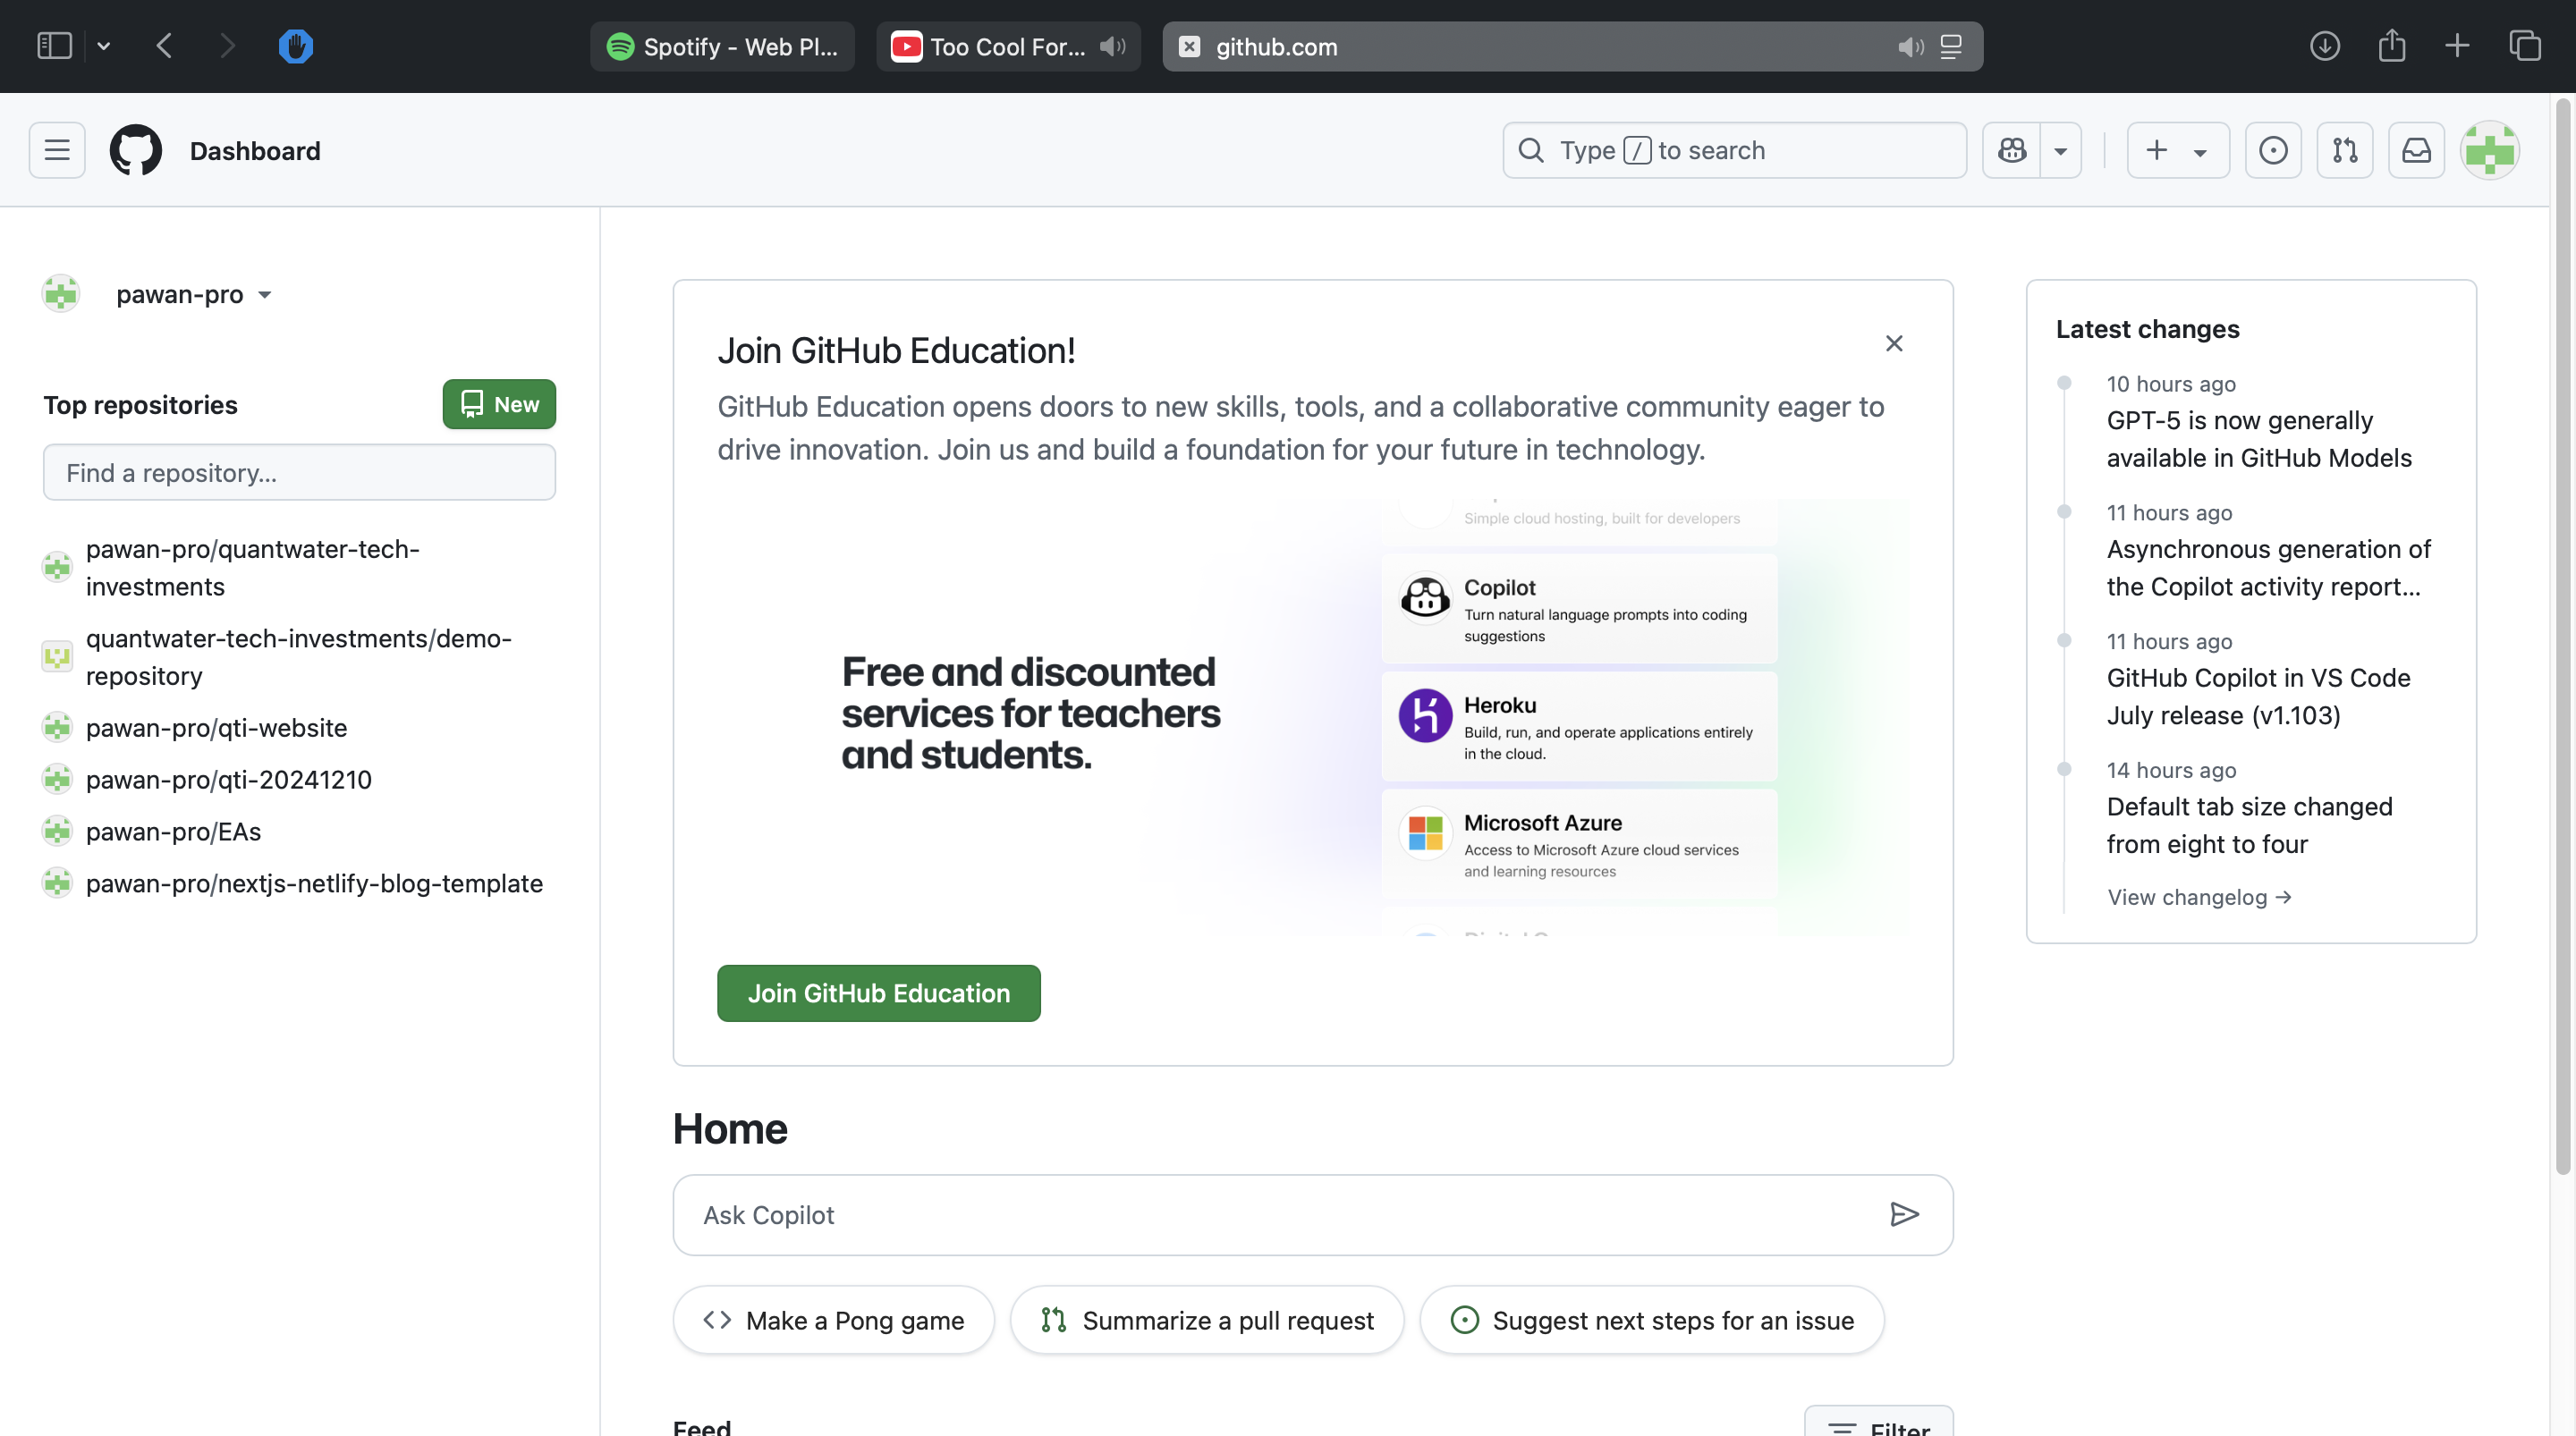 Spotify - Web Pl...
Too Cool For...
github.com
Dashboard
Type / to search
pawan-pro
Top repositories
New
Find a repository...
pawan-pro/quantwater-tech-
investments
quantwater-tech-investments/demo-
repository
pawan-pro/qti-website
pawan-pro/qti-20241210
pawan-pro/EAs
pawan-pro/nextjs-netlify-blog-template
Join GitHub Education!
GitHub Education opens doors to new skills, tools, and a collaborative community eager to
drive innovation. Join us and build a foundation for your future in technology.
Free and discounted
services for teachers
and students.
Simple cloud hosting, built for developers
Copilot
Turn natural language prompts into coding
suggestions
Heroku
Build, run, and operate applications entirely
in the cloud.
Microsoft Azure
Access to Microsoft Azure cloud services
and learning resources
Join GitHub Education
Home
Ask Copilot
Make a Pong game
Summarize a pull request
Suggest next steps for an issue
Feed
Filter
Latest changes
10 hours ago
GPT-5 is now generally
available in GitHub Models
11 hours ago
Asynchronous generation of
the Copilot activity report...
11 hours ago
GitHub Copilot in VS Code
July release (v1.103)
14 hours ago
Default tab size changed
from eight to four
View changelog →